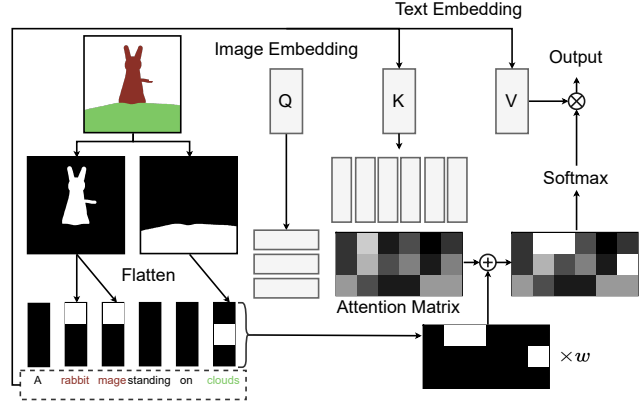 Text Embedding
Image Embedding
Output
Q
K
V
Softmax
Flatten
Attention Matrix
× w
A rabbit mage standing on clouds